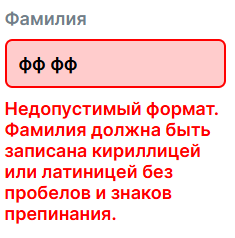 Фамилия
фф фф
Недопустимый формат.
Фамилия должна быть
записана кириллицей
или латиницей без
пробелов и знаков
препинания.